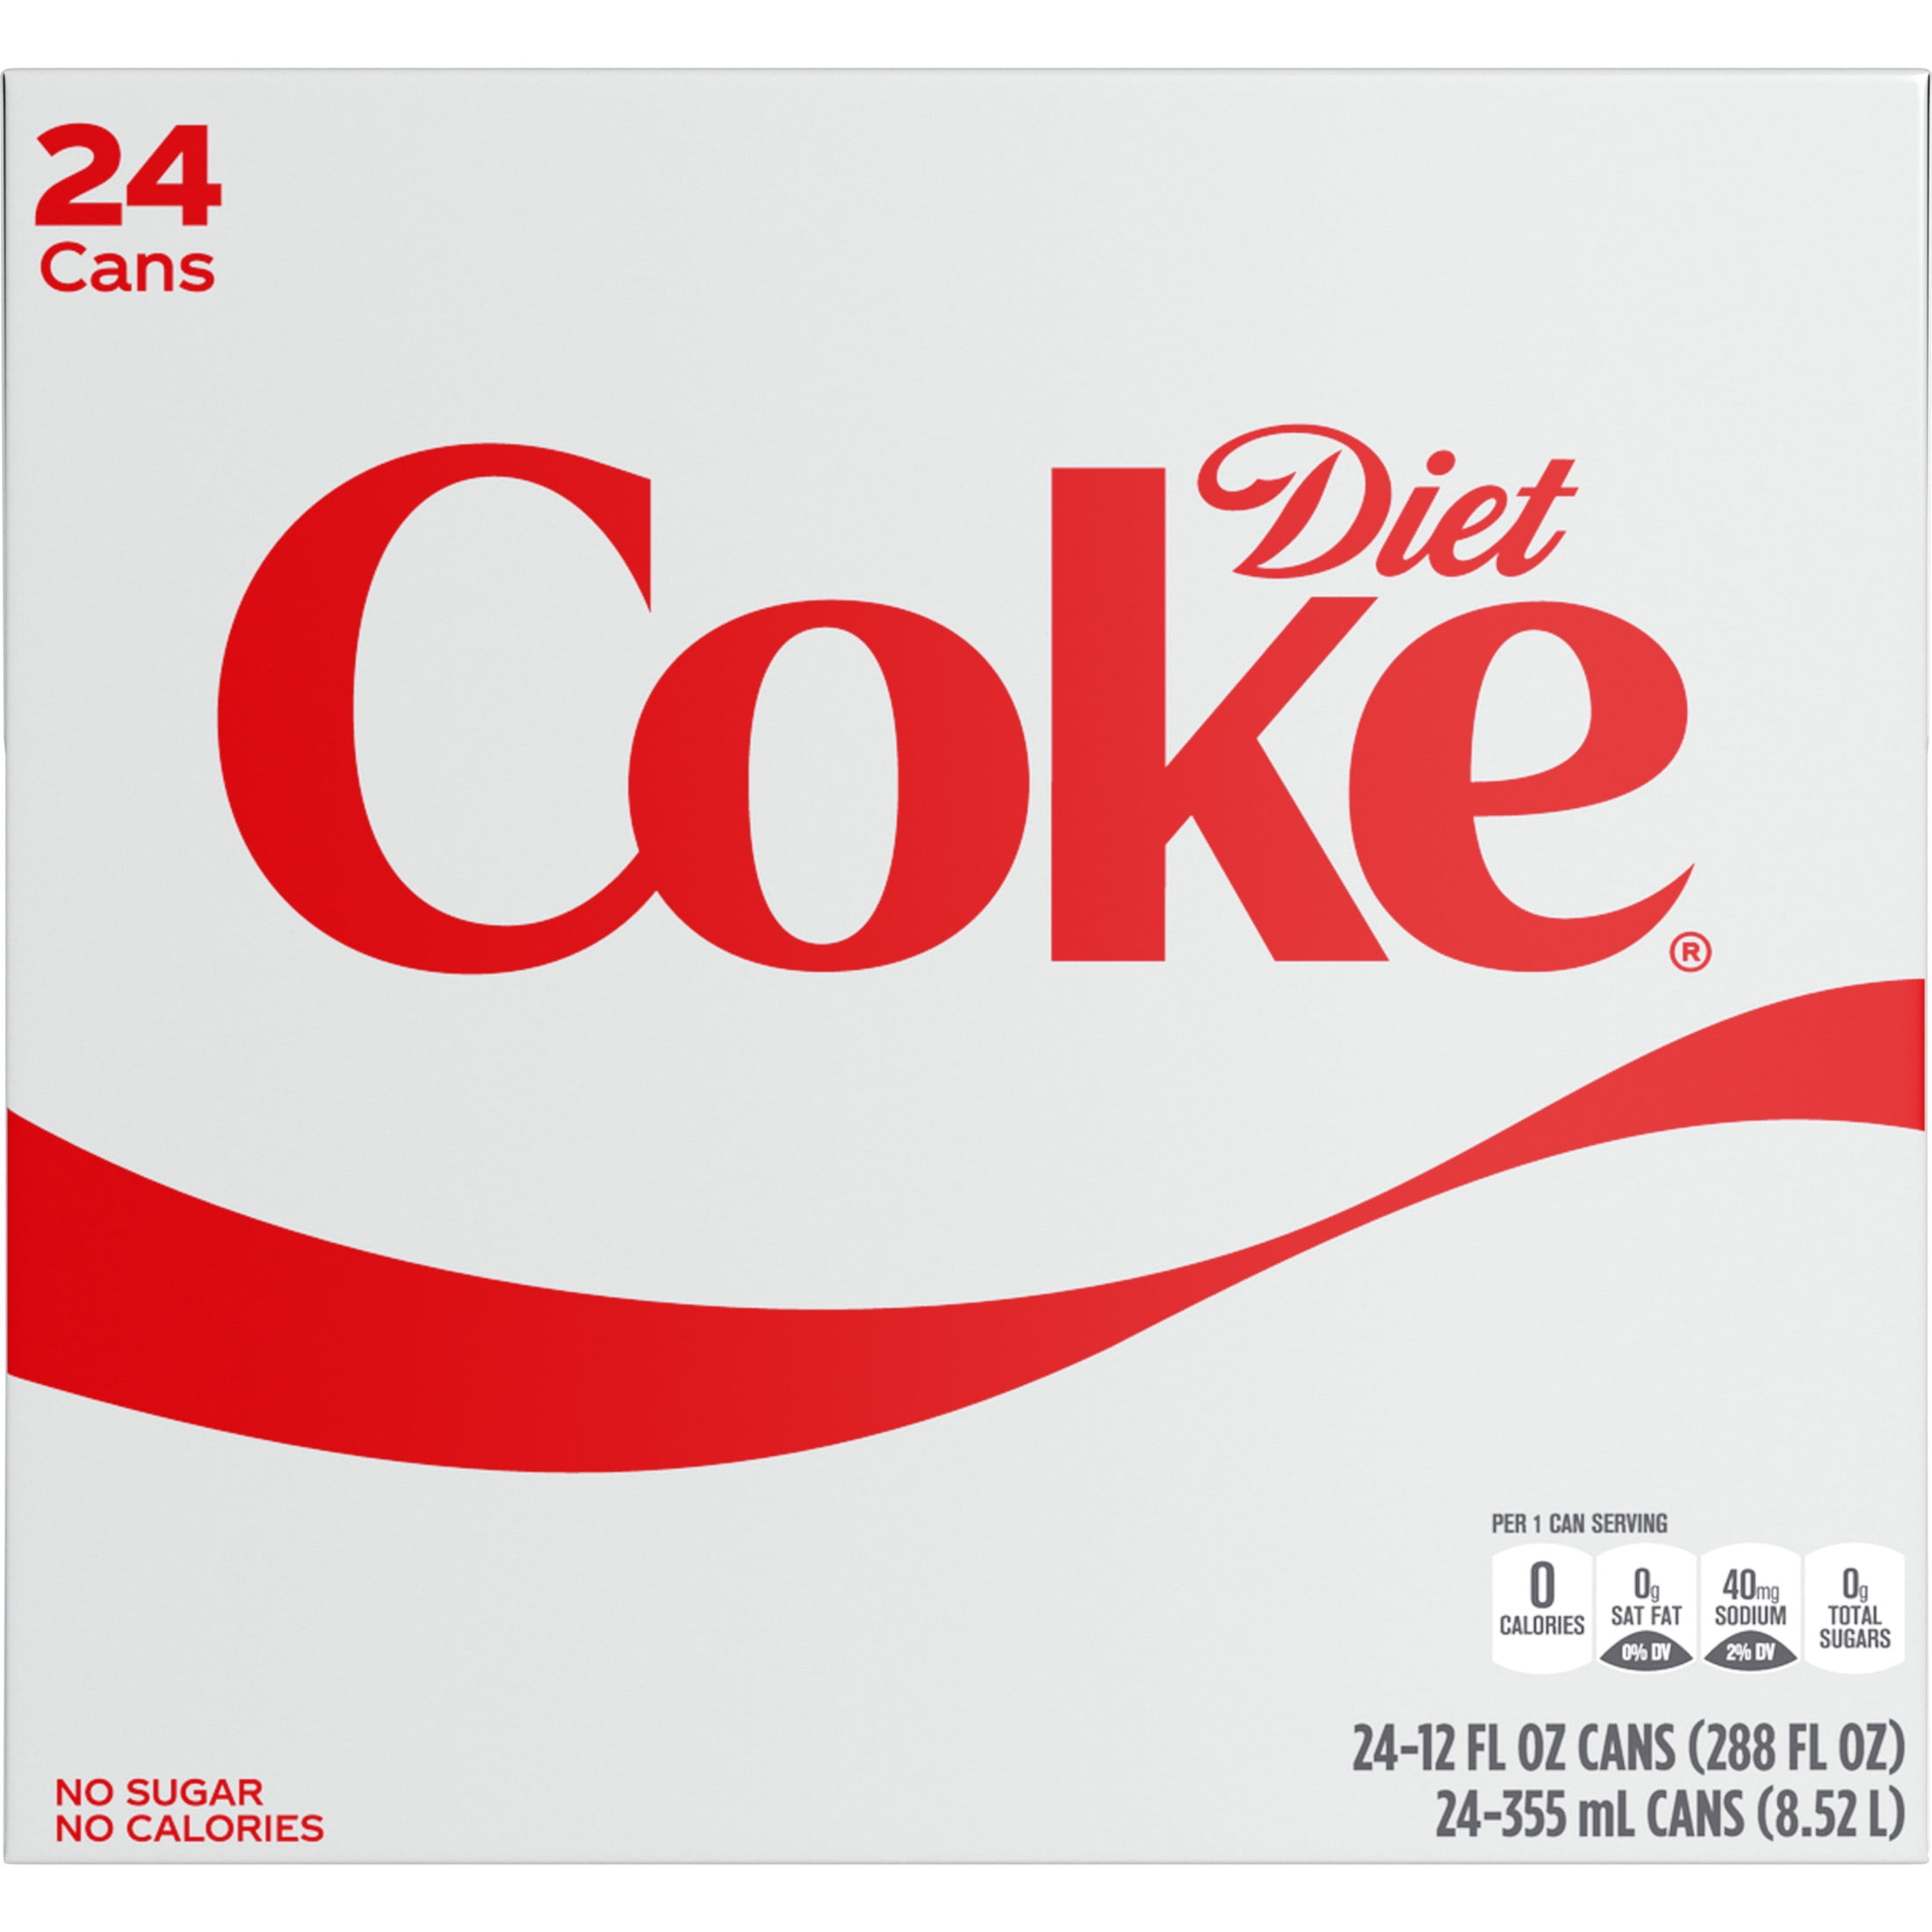 24
Cans
Diet
Coke®
PER 1 CAN SERVING
0 CALORIES
0g SAT FAT 0% DV
40mg SODIUM 2% DV
0g TOTAL SUGARS
24-12 FL OZ CANS (288 FL OZ)
24-355 mL CANS (8.52 L)
NO SUGAR
NO CALORIES